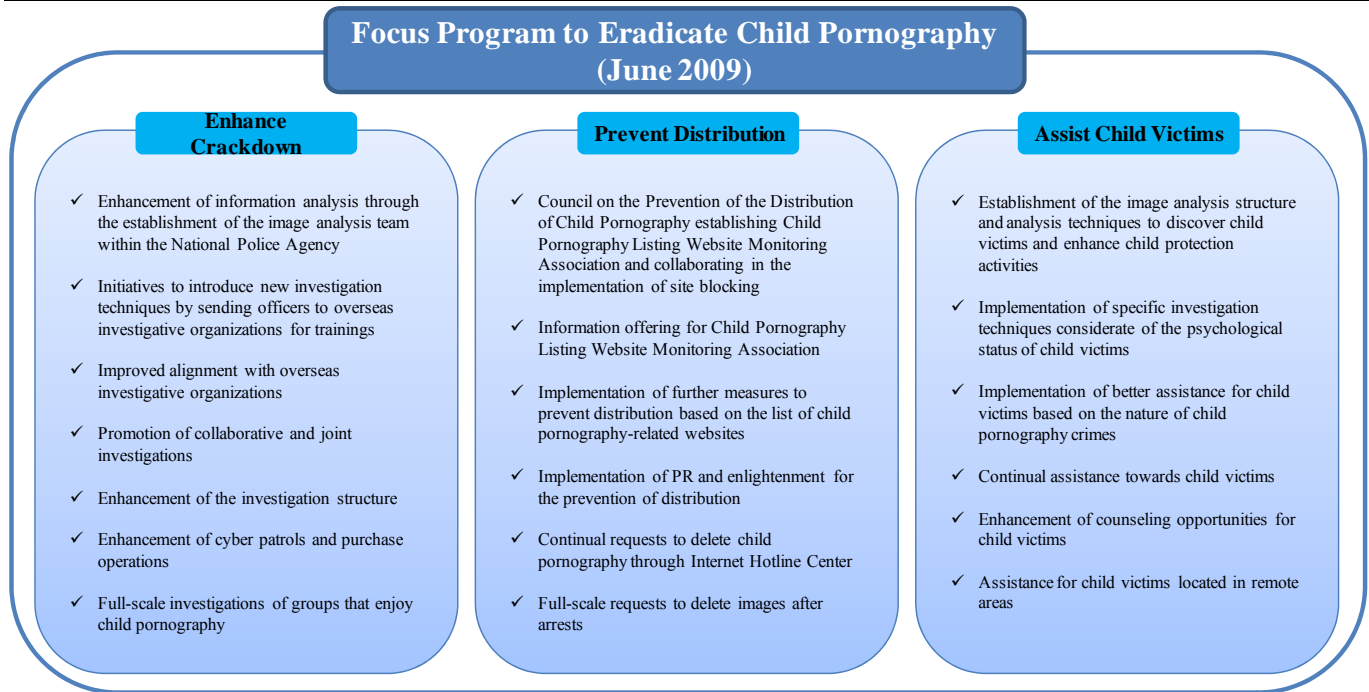 Focus Program to Eradicate Child Pornography
(June 2009)
Enhance
Crackdown
✓ Enhancement of information analysis through
the establishment of the image analysis team
within the National Police Agency
✓ Initiatives to introduce new investigation
techniques by sending officers to overseas
investigative organizations for trainings
✓ Improved alignment with overseas
investigative organizations
✓ Promotion of collaborative and joint
investigations
✓ Enhancement of the investigation structure
✓ Enhancement of cyber patrols and purchase
operations
✓ Full-scale investigations of groups that enjoy
child pornography
Prevent Distribution
✓ Council on the Prevention of the Distribution
of Child Pornography establishing Child
Pornography Listing Website Monitoring
Association and collaborating in the
implementation of site blocking
✓ Information offering for Child Pornography
Listing Website Monitoring Association
✓ Implementation of further measures to
prevent distribution based on the list of child
pornography-related websites
✓ Implementation of PR and enlightenment for
the prevention of distribution
✓ Continual requests to delete child
pornography through Internet Hotline Center
✓ Full-scale requests to delete images after
arrests
Assist Child Victims
✓ Establishment of the image analysis structure
and analysis techniques to discover child
victims and enhance child protection
activities
✓ Implementation of specific investigation
techniques considerate of the psychological
status of child victims
✓ Implementation of better assistance for child
victims based on the nature of child
pornography crimes
✓ Continual assistance towards child victims
✓ Enhancement of counseling opportunities for
child victims
✓ Assistance for child victims located in remote
areas